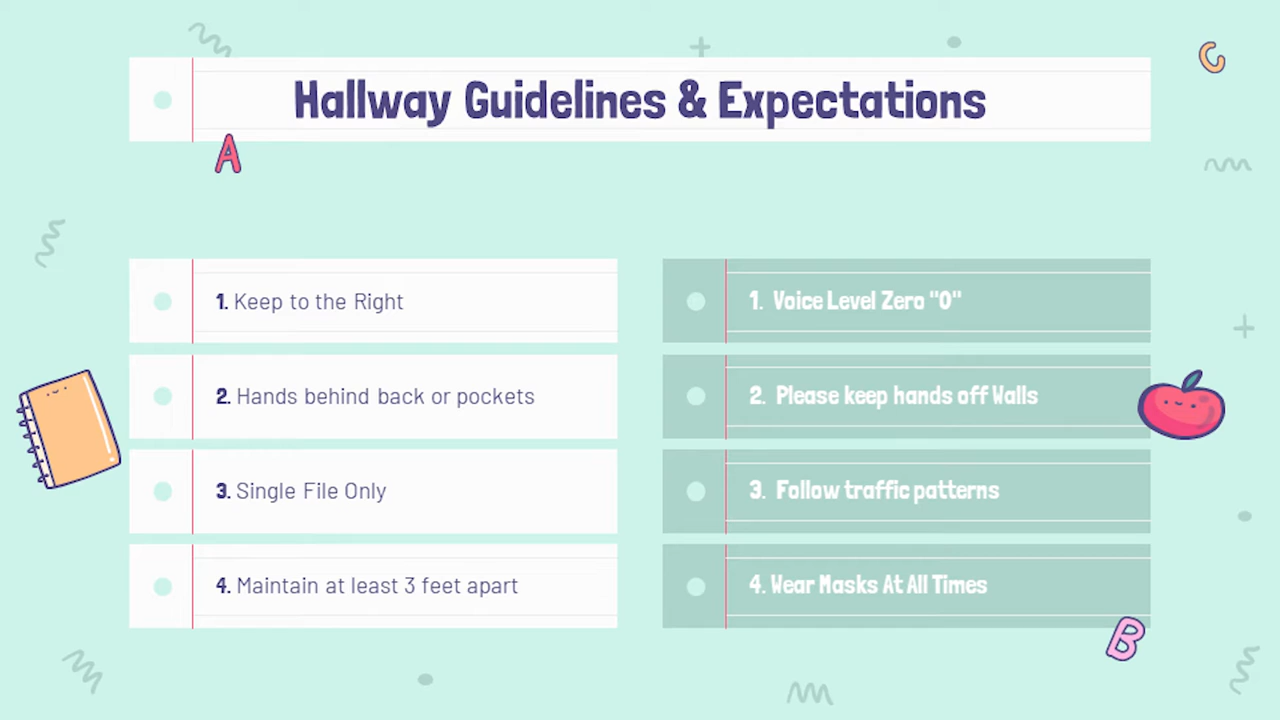 C
Hallway Guidelines & Expectations
A
1. Keep to the Right
2. Hands behind back or pockets
3. Single File Only
4. Maintain at least 3 feet apart
1. Voice Level Zero "0"
2. Please keep hands off Walls
3. Follow traffic patterns
4. Wear Masks At All Times
B